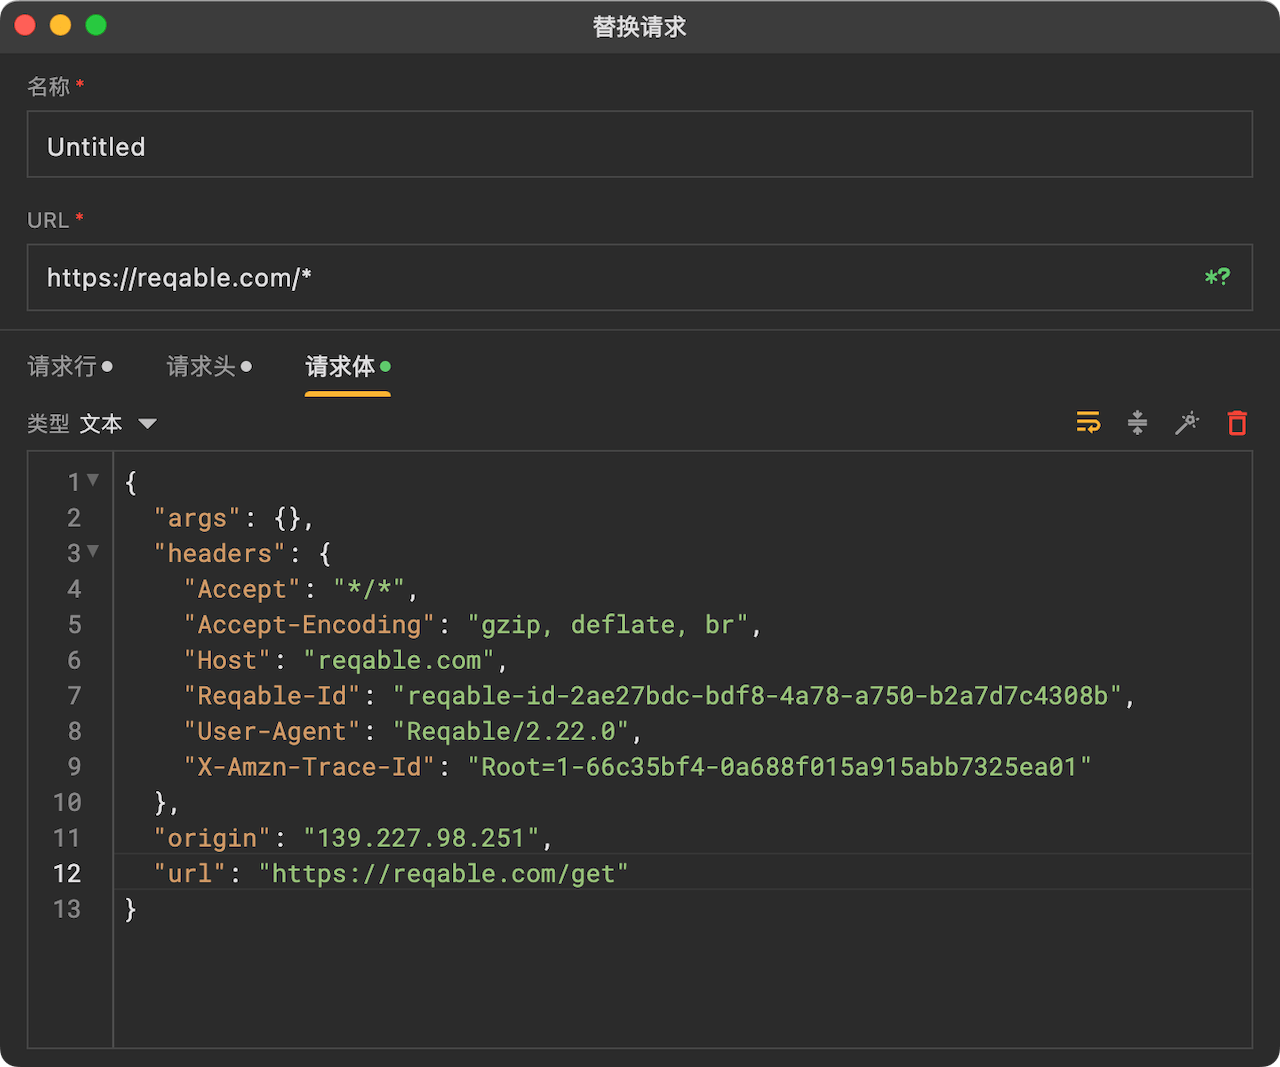 替换请求
名称 *
Untitled
URL *
https://reqable.com/*
*?
请求行 请求头 请求体
类型 文本
1 {
2   "args": {},
3   "headers": {
4     "Accept": "*/*",
5     "Accept-Encoding": "gzip, deflate, br",
6     "Host": "reqable.com",
7     "Reqable-Id": "reqable-id-2ae27bdc-bdf8-4a78-a750-b2a7d7c4308b",
8     "User-Agent": "Reqable/2.22.0",
9     "X-Amzn-Trace-Id": "Root=1-66c35bf4-0a688f015a915abb7325ea01"
10   },
11   "origin": "139.227.98.251",
12   "url": "https://reqable.com/get"
13 }